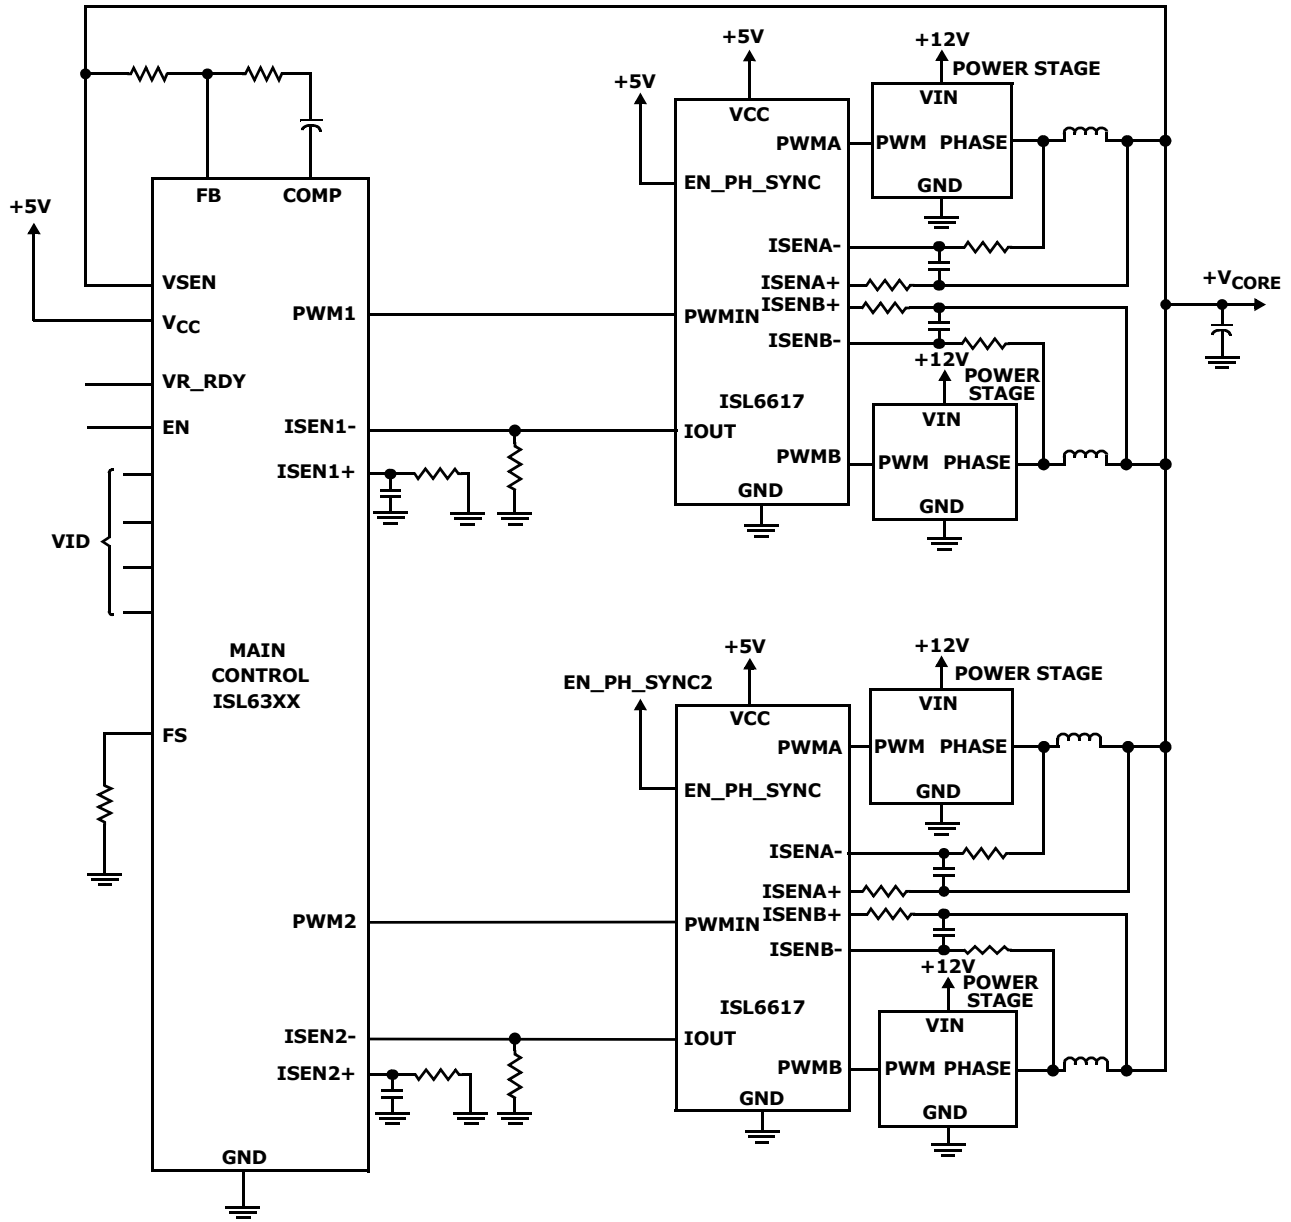 +5V
+12V
POWER STAGE
+5V
VCC
VIN
PWMA
PWM PHASE
EN_PH_SYNC
GND
FB COMP
+5V
ISENA-
VSEN
ISENA+
+VCORE
ISENB+
PWM1
PWMIN
VCC
ISENB-
+12V
POWER
STAGE
VR_RDY
ISL6617
VIN
EN
ISEN1-
IOUT
PWMB
PWM PHASE
ISEN1+
GND
GND
VID
MAIN
CONTROL
ISL63XX
+5V
+12V
POWER STAGE
EN_PH_SYNC2
VCC
VIN
FS
PWMA
PWM PHASE
EN_PH_SYNC
GND
ISENA-
ISENA+
ISENB+
PWM2
PWMIN
ISENB-
+12V
POWER
STAGE
ISL6617
VIN
ISEN2-
IOUT
PWMB
PWM PHASE
ISEN2+
GND
GND
GND